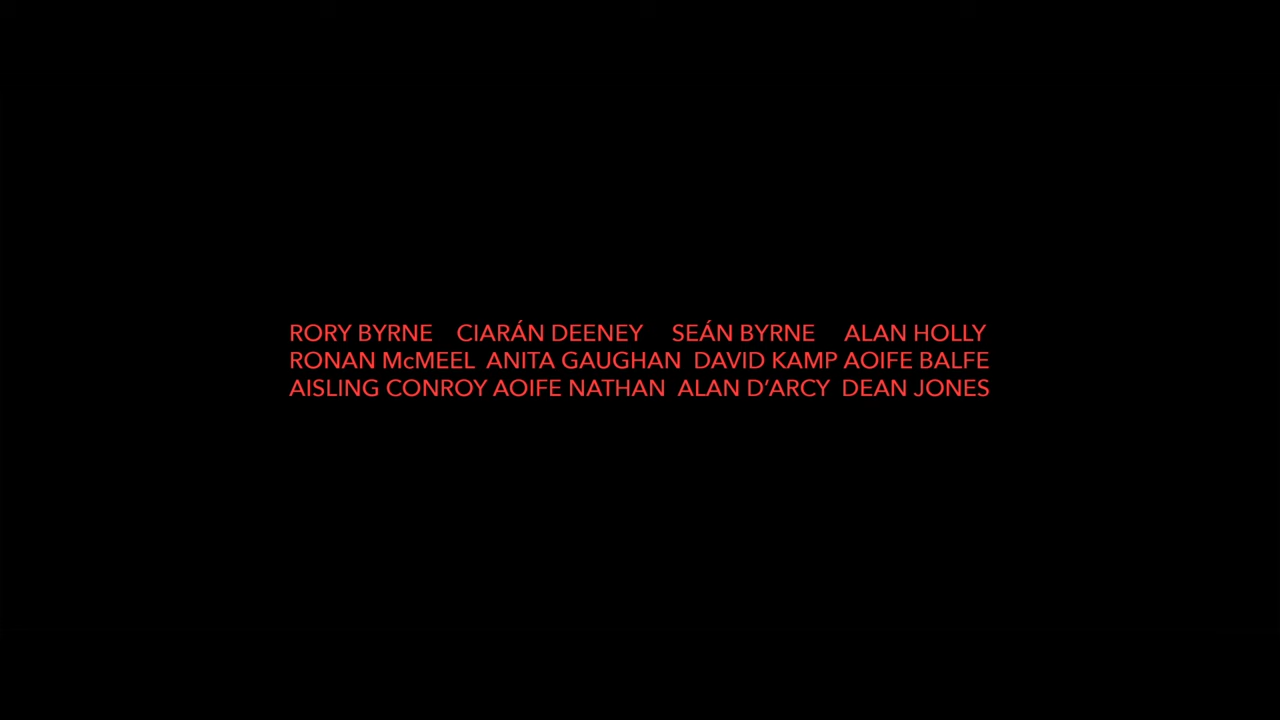 RORY BYRNE CIARÁN DEENEY SEÁN BYRNE ALAN HOLLY
RONAN McMEEL ANITA GAUGHAN DAVID KAMP AOIFE BALFE
AISLING CONROY AOIFE NATHAN ALAN D’ARCY DEAN JONES